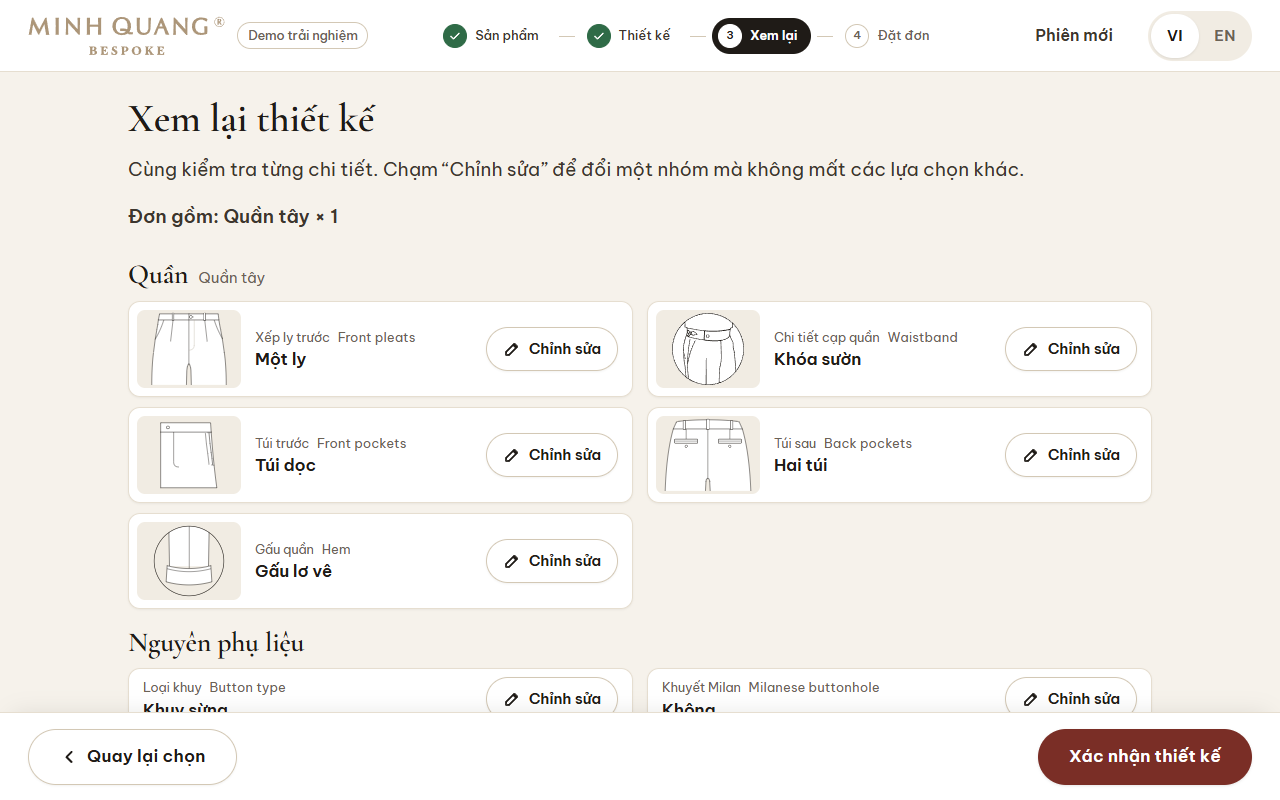 MINH QUANG®
BESPOKE
Demo trải nghiệm
Sản phẩm
Thiết kế
3 Xem lại
4 Đặt đơn
Phiên mới
VI
EN
Xem lại thiết kế
Cùng kiểm tra từng chi tiết. Chạm “Chỉnh sửa” để đổi một nhóm mà không mất các lựa chọn khác.
Đơn gồm: Quần tây × 1
Quần Quần tây
Xếp ly trước Front pleats
Một ly
Chỉnh sửa
Chi tiết cạp quần Waistband
Khóa sườn
Chỉnh sửa
Túi trước Front pockets
Túi dọc
Chỉnh sửa
Túi sau Back pockets
Hai túi
Chỉnh sửa
Gấu quần Hem
Gấu lơ vê
Chỉnh sửa
Nguyên phụ liệu
Loại khuy Button type
Khuy sừng
Chỉnh sửa
Khuyết Milan Milanese buttonhole
Không
Chỉnh sửa
Quay lại chọn
Xác nhận thiết kế